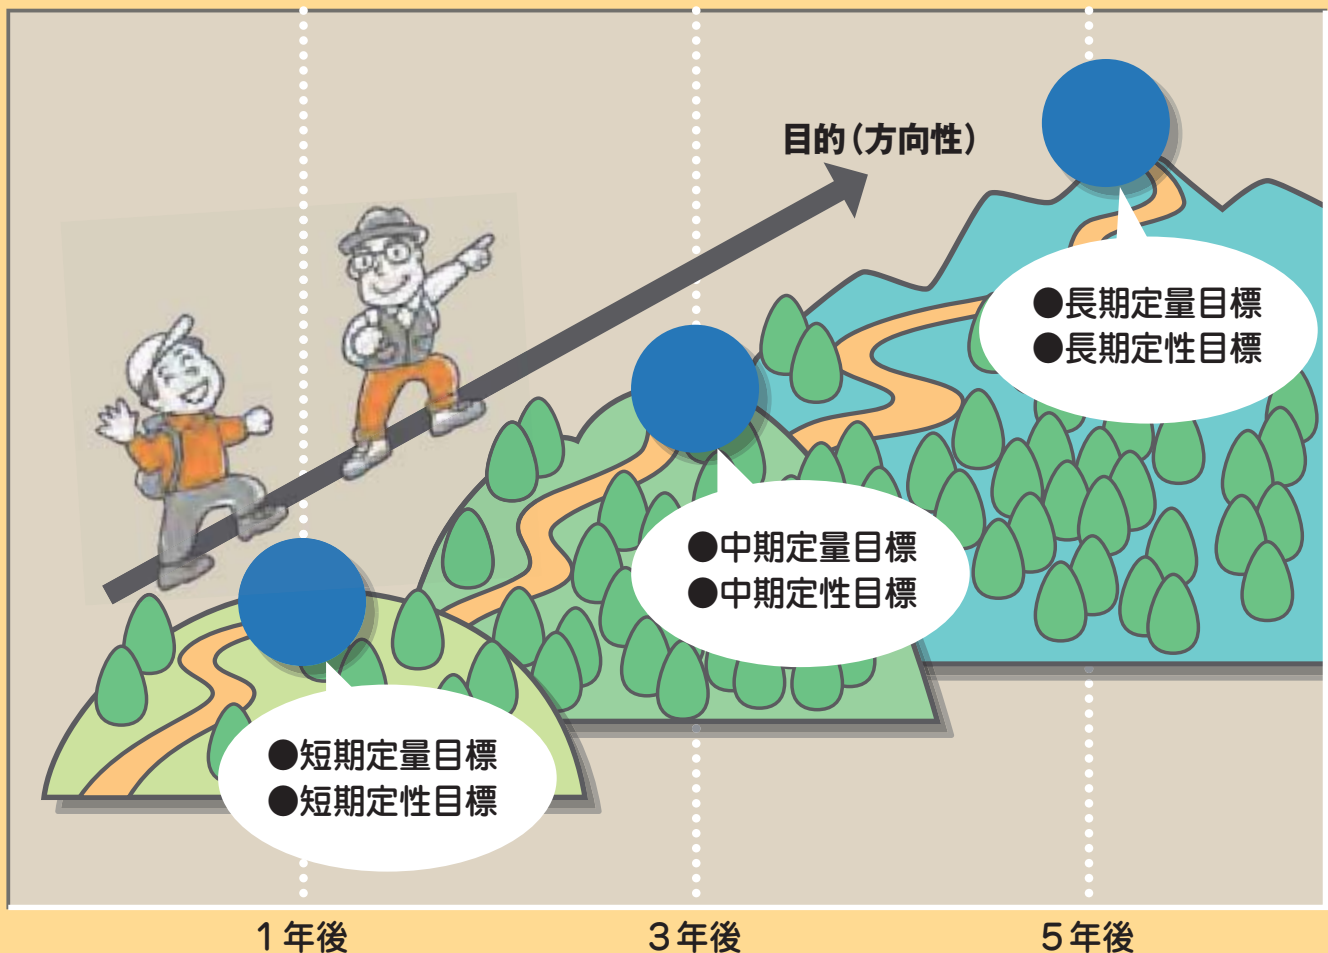 目的（方向性）
●長期定量目標
●長期定性目標
●中期定量目標
●中期定性目標
●短期定量目標
●短期定性目標
1年後
3年後
5年後